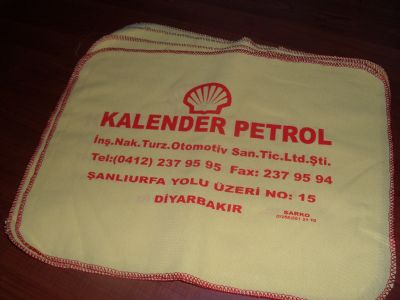 KALENDER PETROL
İnş.Nak.Turz.Otomotiv San.Tic.Ltd.Şti.
Tel:(0412) 237 95 95 Fax: 237 95 94
ŞANLIURFA YOLU ÜZERİ NO: 15
DİYARBAKIR
SARKO